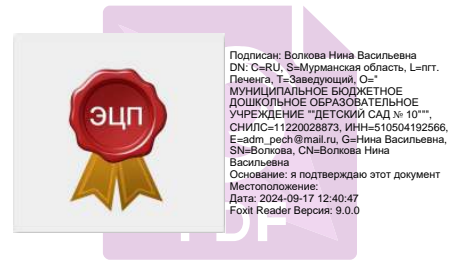 ЭЦП
Подписан: Волкова Нина Васильевна
DN: C=RU, S=Мурманская область, L=пгт.
Печенга, T=Заведующий, O="
МУНИЦИПАЛЬНОЕ БЮДЖЕТНОЕ
ДОШКОЛЬНОЕ ОБРАЗОВАТЕЛЬНОЕ
УЧРЕЖДЕНИЕ ""ДЕТСКИЙ САД № 10""",
СНИЛС=11220028873, ИНН=510504192566,
E=adm_pech@mail.ru, G=Нина Васильевна,
SN=Волкова, CN=Волкова Нина
Васильевна
Основание: я подтверждаю этот документ
Местоположение:
Дата: 2024-09-17 12:40:47
Foxit Reader Версия: 9.0.0
PDF